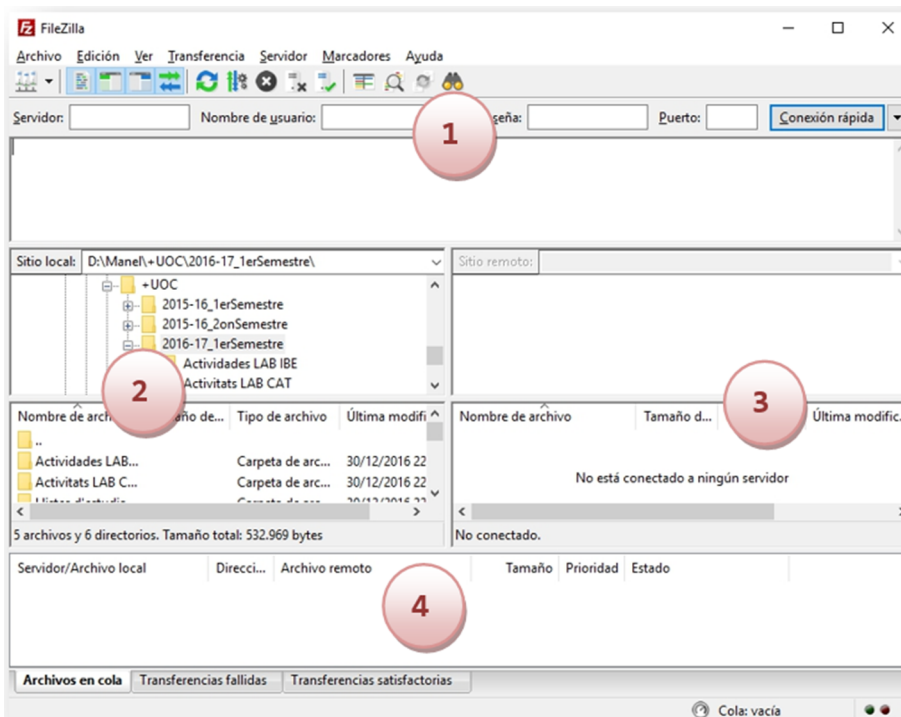 FileZilla
Archivo Edición Ver Transferencia Servidor Marcadores Ayuda
Servidor: Nombre de usuario: seña: Puerto: Conexión rápida
1
Sitio local: D:\Manel\+UOC\2016-17_1erSemestre\
+UOC
2015-16_1erSemestre
2015-16_2onSemestre
2016-17_1erSemestre
Actividades LAB IBE
Activitats LAB CAT
2
Nombre de archi ño de... Tipo de archivo Última modifi
..
Actividades LAB... Carpeta de arc... 30/12/2016 22
Activitats LAB C... Carpeta de arc... 30/12/2016 22
5 archivos y 6 directorios. Tamaño total: 532.969 bytes
Sitio remoto:
3
Nombre de archivo Tamaño d... Última modific.
No está conectado a ningún servidor
No conectado.
Servidor/Archivo local Direcci... Archivo remoto Tamaño Prioridad Estado
4
Archivos en cola Transferencias fallidas Transferencias satisfactorias
Cola: vacía